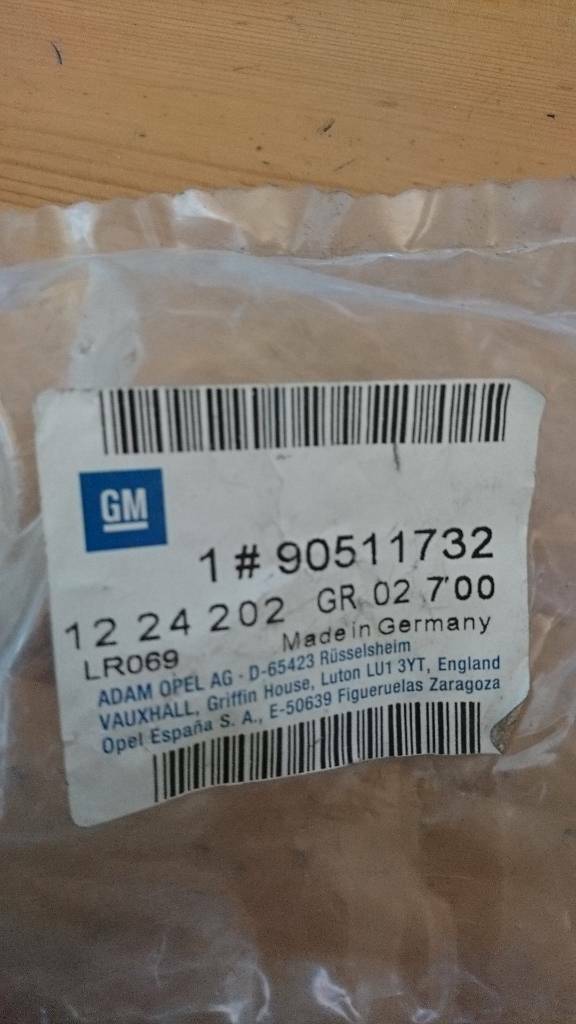 GM
1 # 90511732
12 24 202 GR 02 7'00
LR069 Made in Germany
ADAM OPEL AG - D-65423 Rüsselsheim
VAUXHALL, Griffin House, Luton LU1 3YT, England
Opel España S. A., E-50639 Figueruelas Zaragoza